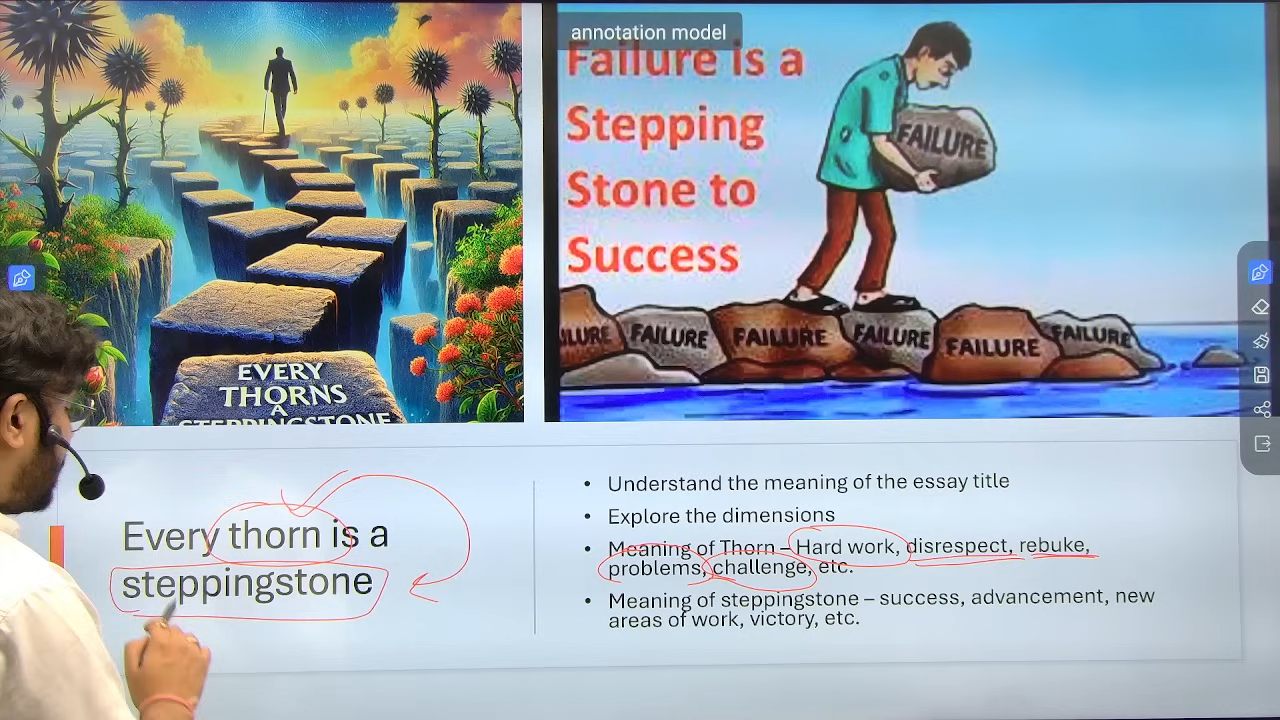 annotation model
EVERY
THORNS
A
STEPPINGSTONE
Failure is a
Stepping
Stone to
Success
FAILURE
FAILURE
FAILURE
FAILURE
FAILURE
FAILURE
Every thorn is a
steppingstone
• Understand the meaning of the essay title
• Explore the dimensions
• Meaning of Thorn – Hard work, disrespect, rebuke,
problems, challenge, etc.
• Meaning of steppingstone – success, advancement, new
areas of work, victory, etc.